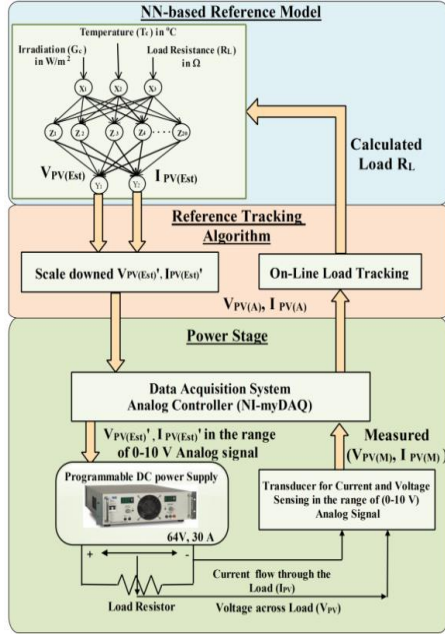 NN-based Reference Model
Temperature (Tc) in ⁰C
Irradiation (Gc)
in W/m²
Load Resistance (RL)
in Ω
X1 X2 X3
Z1 Z2 Z3 Z4 Z20
VPV(Est) Y1 Y2 IPV(Est)
Calculated
Load RL
Reference Tracking
Algorithm
Scale downed VPV(Est)', IPV(Est)'
On-Line Load Tracking
VPV(A), IPV(A)
Power Stage
Data Acquisition System
Analog Controller (NI-myDAQ)
VPV(Est)', IPV(Est)' in the range
of 0-10 V Analog signal
Measured
(VPV(M), IPV(M))
Programmable DC power Supply
64V, 30 A
+ -
Transducer for Current and Voltage
Sensing in the range of (0-10 V)
Analog Signal
Current flow through the
Load (IPV)
Load Resistor
Voltage across Load (VPV)